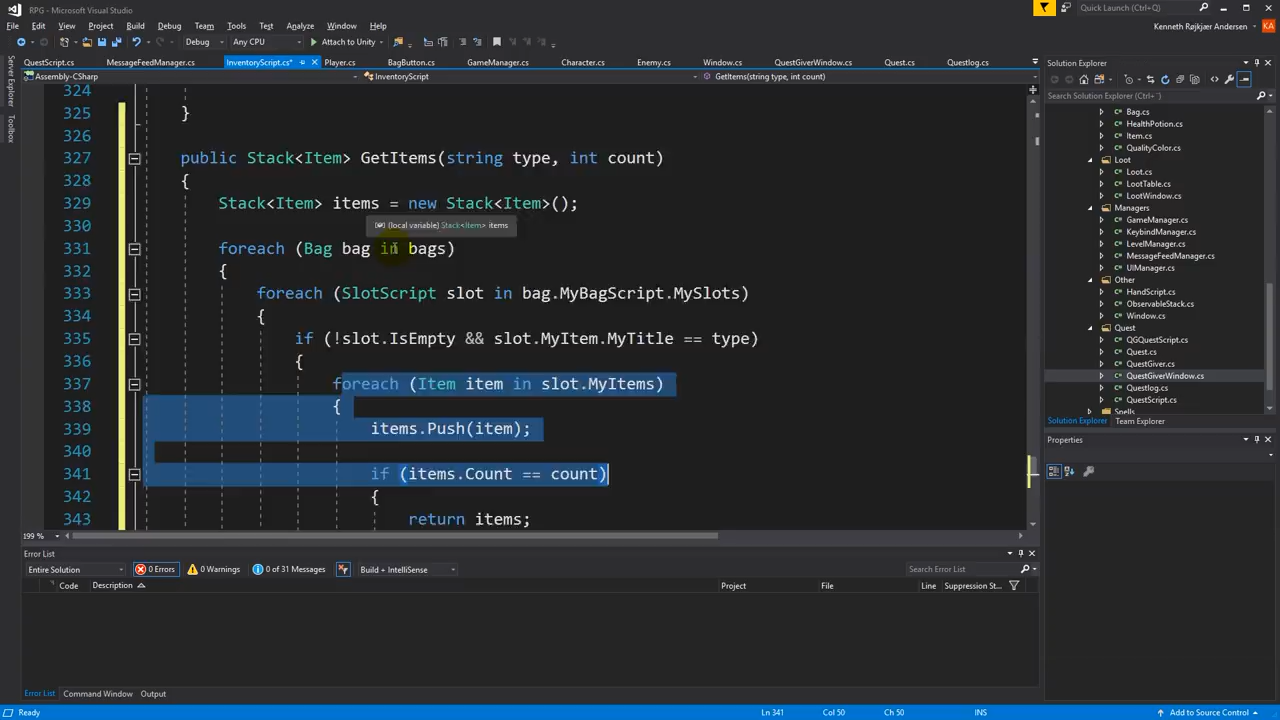 RPG - Microsoft Visual Studio
Quick Launch (Ctrl+Q)
File Edit View Project Build Debug Team Tools Test Analyze Window Help
Kenneth Røjkjær Andersen KA
Debug Any CPU Attach to Unity
QuestScript.cs MessageFeedManager.cs InventoryScript.cs* Player.cs BagButton.cs GameManager.cs Character.cs Enemy.cs Window.cs QuestGiverWindow.cs Quest.cs Questlog.cs
Assembly-CSharp InventoryScript GetItems(string type, int count)
324
325 }
326
327 public Stack<Item> GetItems(string type, int count)
328 {
329 Stack<Item> items = new Stack<Item>();
330 (local variable) Stack<Item> items
331 foreach (Bag bag in bags)
332 {
333 foreach (SlotScript slot in bag.MyBagScript.MySlots)
334 {
335 if (!slot.IsEmpty && slot.MyItem.MyTitle == type)
336 {
337 foreach (Item item in slot.MyItems)
338 {
339 items.Push(item);
340
341 if (items.Count == count)
342 {
343 return items;
199 %
Error List
Entire Solution 0 Errors 0 Warnings 0 of 31 Messages Build + IntelliSense Search Error List
Code Description Project File Line Suppression St...
Error List Command Window Output
Ready Ln 341 Col 50 Char 50 INS Add to Source Control
Server Explorer
Toolbox
Solution Explorer
Search Solution Explorer (Ctrl+')
Bag.cs
HealthPotion.cs
Item.cs
QualityColor.cs
Loot
Loot.cs
LootTable.cs
LootWindow.cs
Managers
GameManager.cs
KeybindManager.cs
LevelManager.cs
MessageFeedManager.cs
UIManager.cs
Other
HandScript.cs
ObservableStack.cs
Window.cs
Quest
QGQuestScript.cs
Quest.cs
QuestGiver.cs
QuestGiverWindow.cs
Questlog.cs
QuestScript.cs
Spells
Solution Explorer Team Explorer
Properties